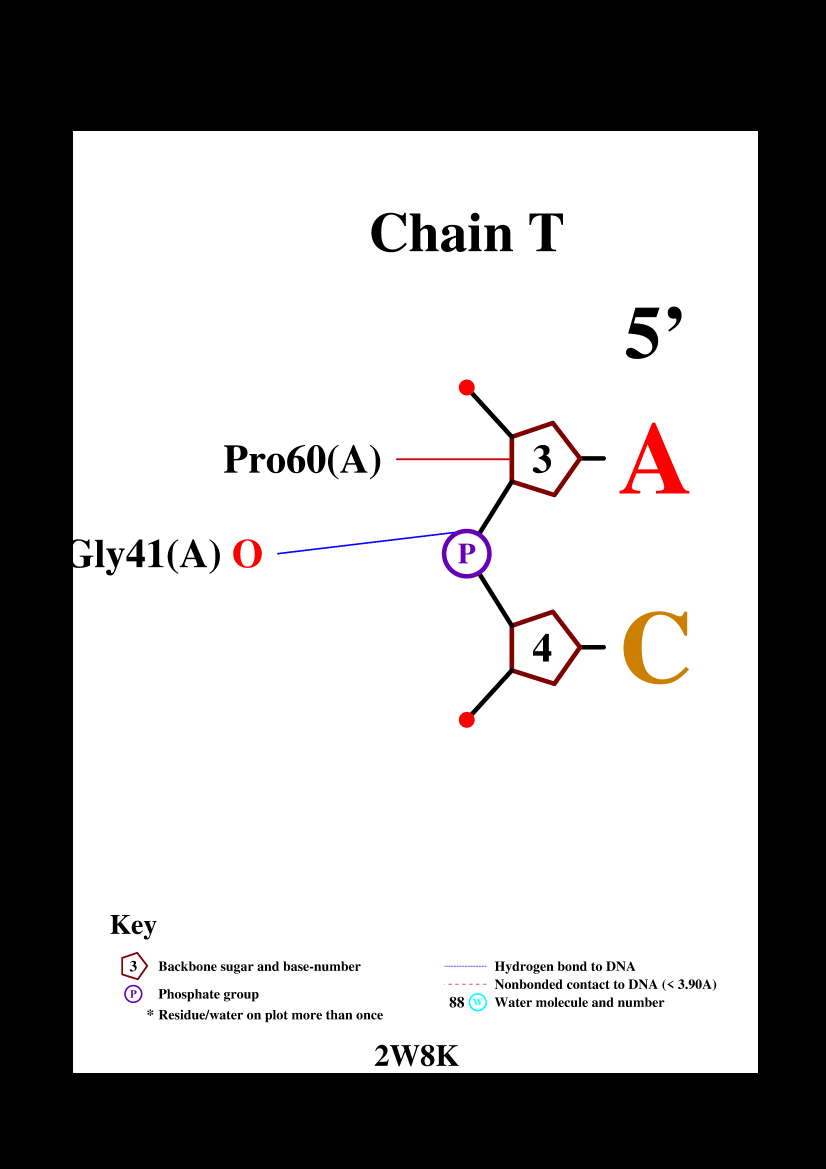 Chain T
5’
Pro60(A) 3 A
Gly41(A) O P
4 C
Key
3 Backbone sugar and base-number
P Phosphate group
* Residue/water on plot more than once
Hydrogen bond to DNA
Nonbonded contact to DNA (< 3.90A)
88 W Water molecule and number
2W8K